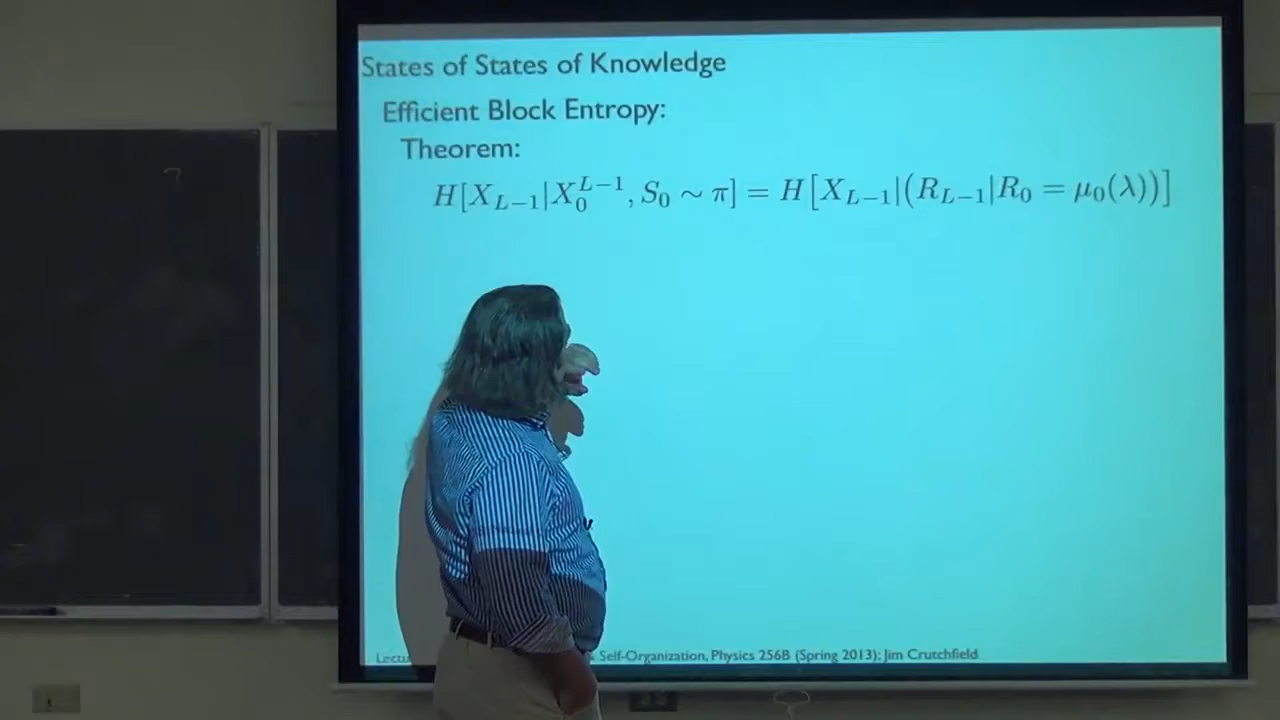 States of States of Knowledge
Efficient Block Entropy:
Theorem:
H[X_{L−1}|X_0^{L−1}, S_0 ∼ π] = H[X_{L−1}|(R_{L−1}|R_0 = μ_0(λ))]
Self-Organization, Physics 256B (Spring 2013); Jim Crutchfield